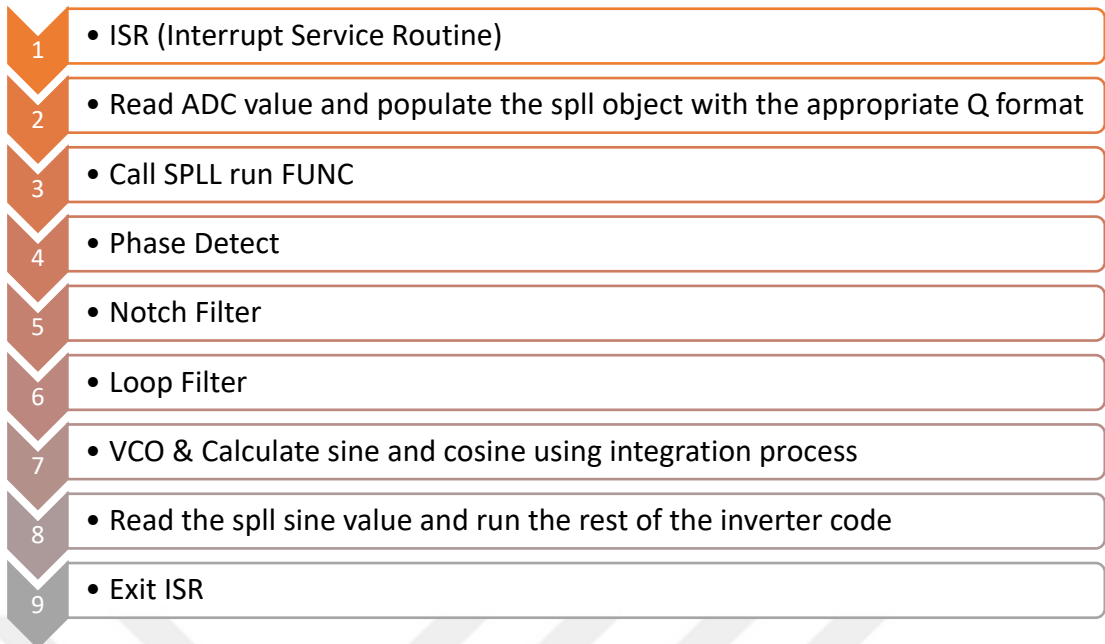 1 • ISR (Interrupt Service Routine)
2 • Read ADC value and populate the spll object with the appropriate Q format
3 • Call SPLL run FUNC
4 • Phase Detect
5 • Notch Filter
6 • Loop Filter
7 • VCO & Calculate sine and cosine using integration process
8 • Read the spll sine value and run the rest of the inverter code
9 • Exit ISR